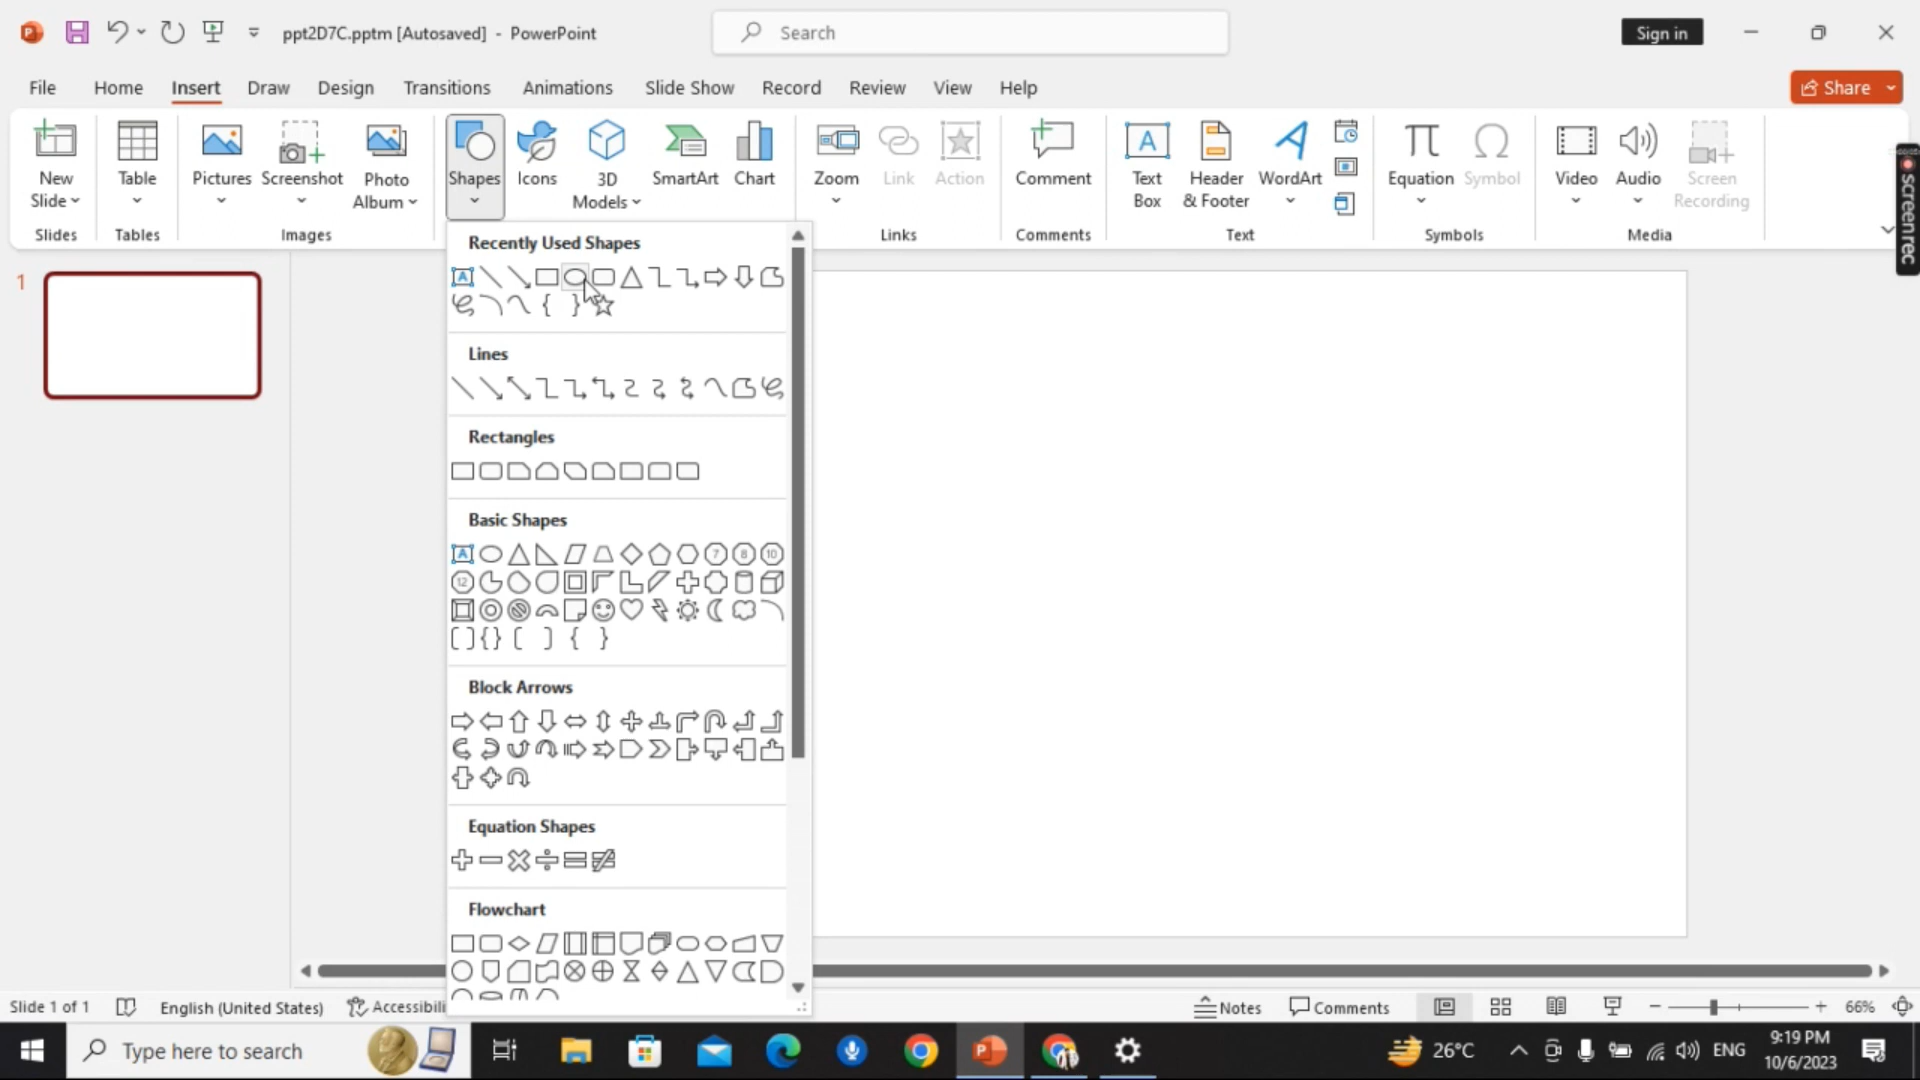 ppt2D7C.pptm [Autosaved] - PowerPoint
Search
Sign in
File Home Insert Draw Design Transitions Animations Slide Show Record Review View Help
Share
New Slide
Table
Pictures
Screenshot
Photo Album
Shapes
Icons
3D Models
SmartArt
Chart
Zoom
Link
Action
Comment
Text Box
Header & Footer
WordArt
Equation
Symbol
Video
Audio
Screen Recording
Slides
Tables
Images
Links
Comments
Text
Symbols
Media
screenrec
1
Recently Used Shapes
Lines
Rectangles
Basic Shapes
Block Arrows
Equation Shapes
Flowchart
Slide 1 of 1
English (United States)
Accessibili
Notes
Comments
66%
Type here to search
26°C
ENG
9:19 PM
10/6/2023